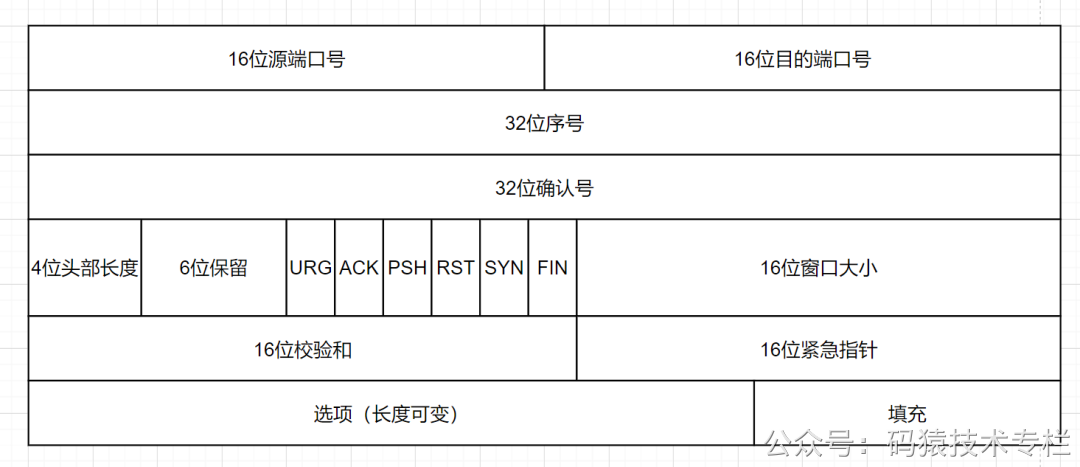 16位源端口号
16位目的端口号
32位序号
32位确认号
4位头部长度
6位保留
URG
ACK
PSH
RST
SYN
FIN
16位窗口大小
16位校验和
16位紧急指针
选项（长度可变）
填充
公众号：码猿技术专栏